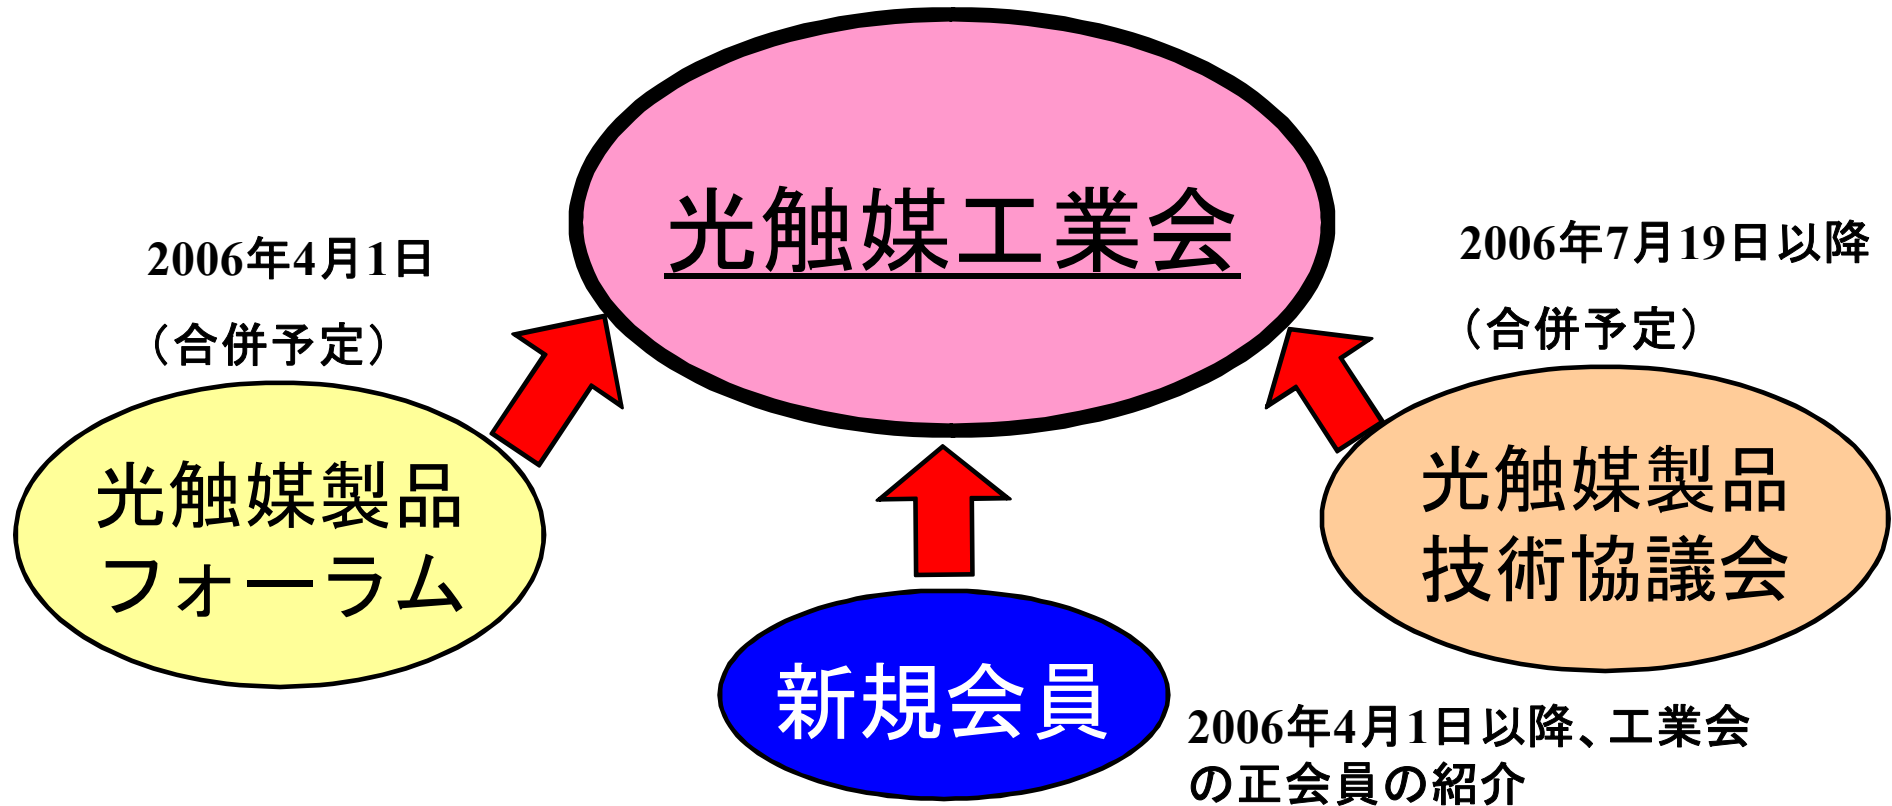 光触媒工業会
2006年4月1日
（合併予定）
2006年7月19日以降
（合併予定）
光触媒製品
フォーラム
光触媒製品
技術協議会
新規会員
2006年4月1日以降、工業会
の正会員の紹介